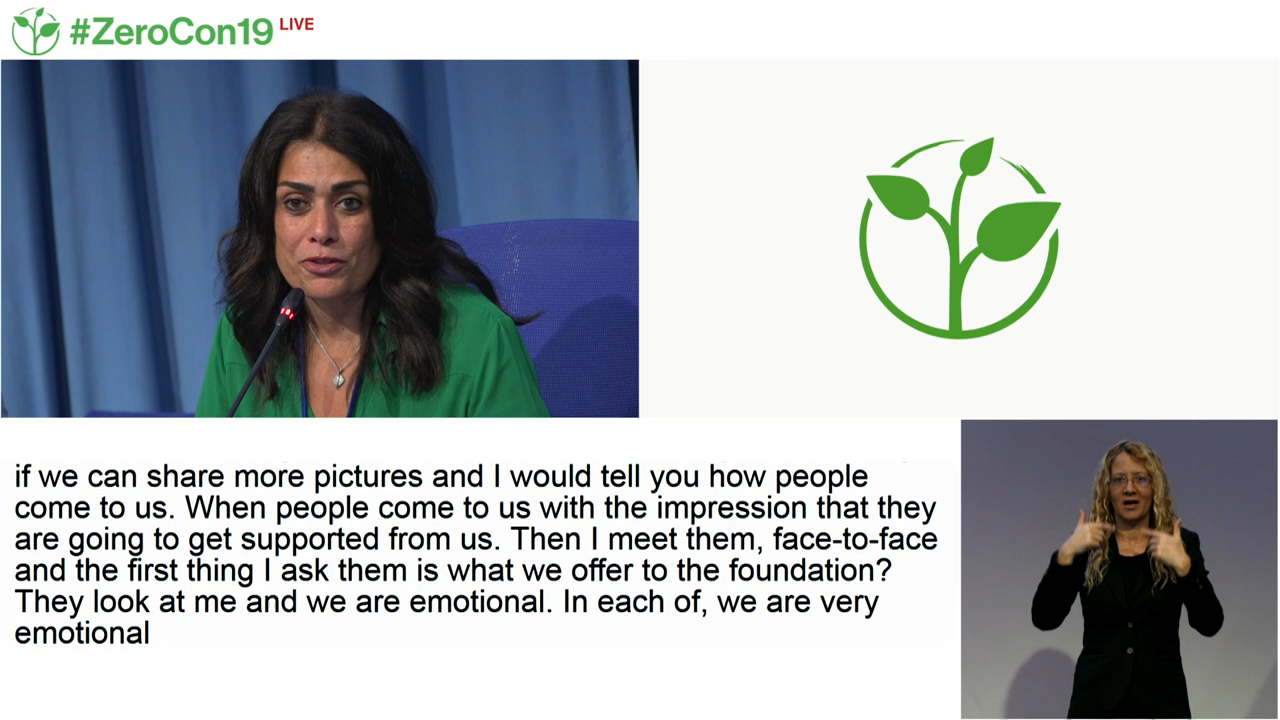 #ZeroCon19 LIVE
if we can share more pictures and I would tell you how people
come to us. When people come to us with the impression that they
are going to get supported from us. Then I meet them, face-to-face
and the first thing I ask them is what we offer to the foundation?
They look at me and we are emotional. In each of, we are very
emotional